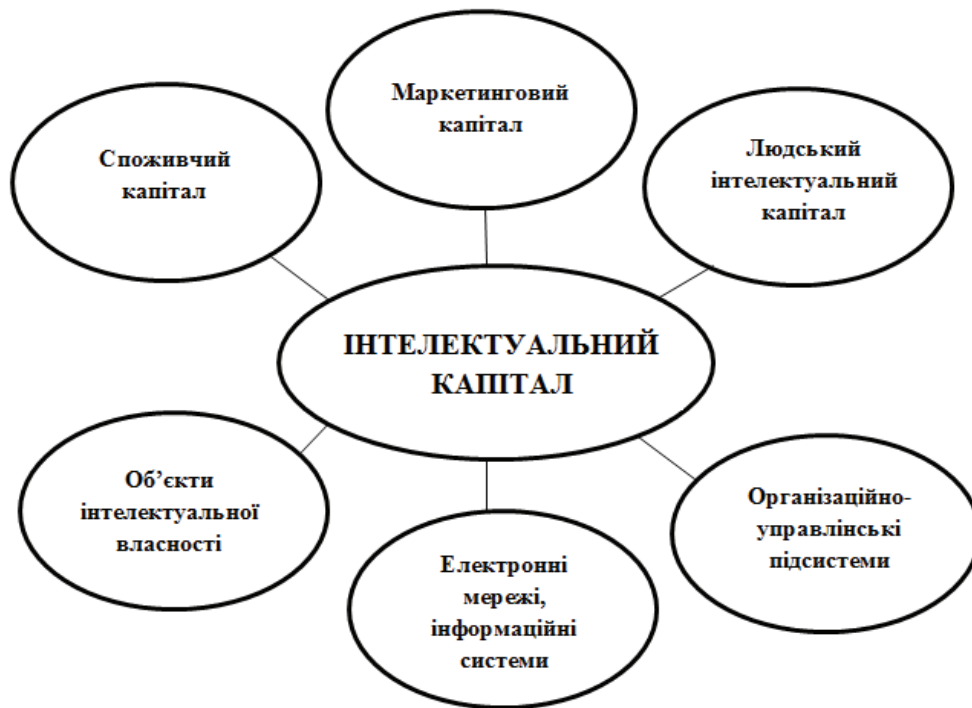 Маркетинговий
капітал
Споживчий
капітал
Людський
інтелектуальний
капітал
ІНТЕЛЕКТУАЛЬНИЙ
КАПІТАЛ
Об’єкти
інтелектуальної
власності
Електронні
мережі,
інформаційні
системи
Організаційно-
управлінські
підсистеми